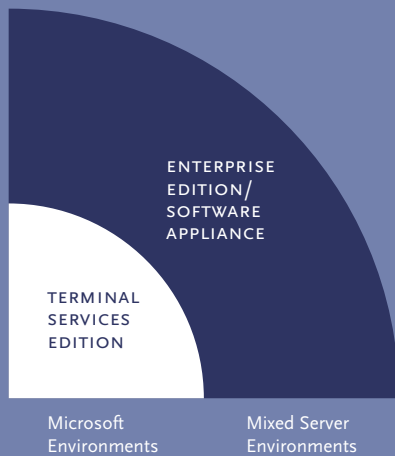 ENTERPRISE
EDITION/
SOFTWARE
APPLIANCE
TERMINAL
SERVICES
EDITION
Microsoft
Environments
Mixed Server
Environments